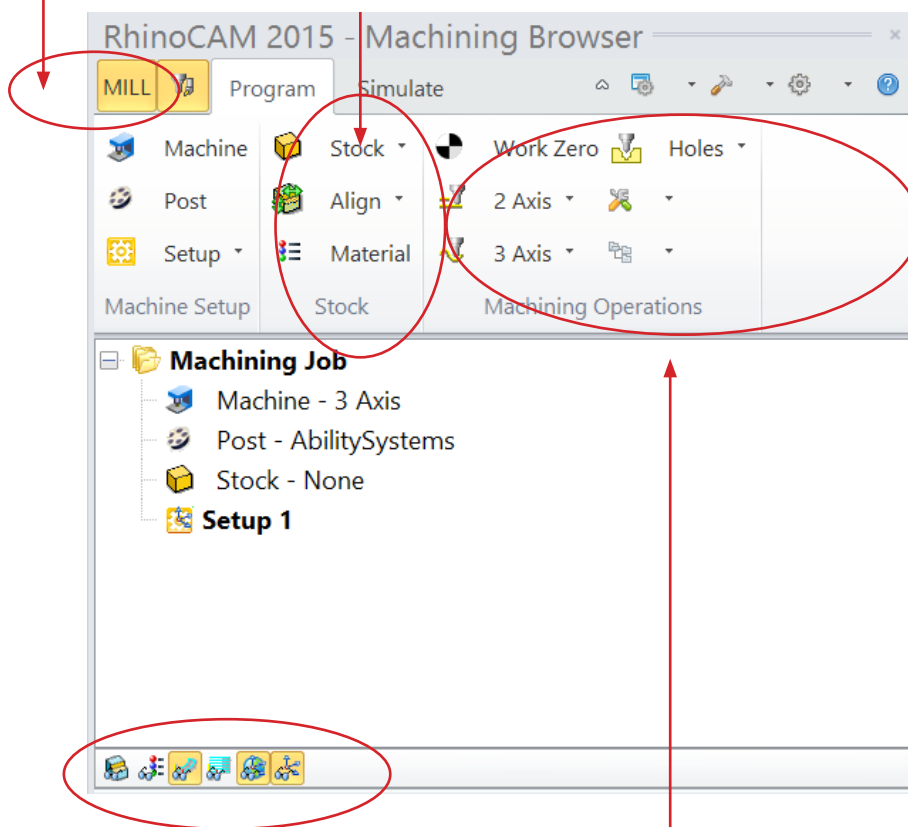 RhinoCAM 2015 - Machining Browser
MILL Program Simulate
Machine Stock Work Zero Holes
Post Align 2 Axis
Setup Material 3 Axis
Machine Setup Stock Machining Operations
Machining Job
Machine - 3 Axis
Post - AbilitySystems
Stock - None
Setup 1